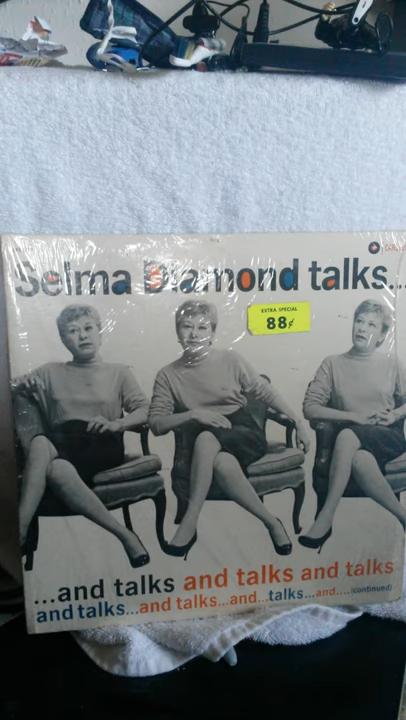 Selma Diamond talks...
EXTRA SPECIAL
88¢
...and talks and talks and talks
and talks...and talks...and...talks...and....(continued)